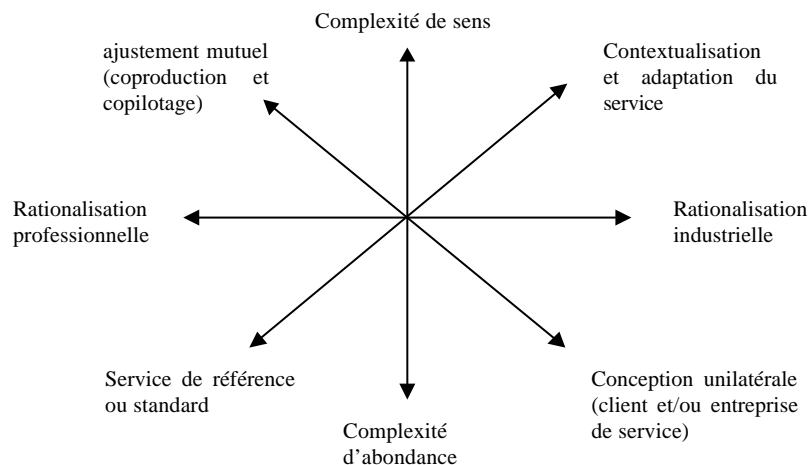 Complexité de sens
ajustement mutuel
(coproduction et
copilotage)
Contextualisation
et adaptation du
service
Rationalisation
professionnelle
Rationalisation
industrielle
Service de référence
ou standard
Conception unilatérale
(client et/ou entreprise
de service)
Complexité
d’abondance